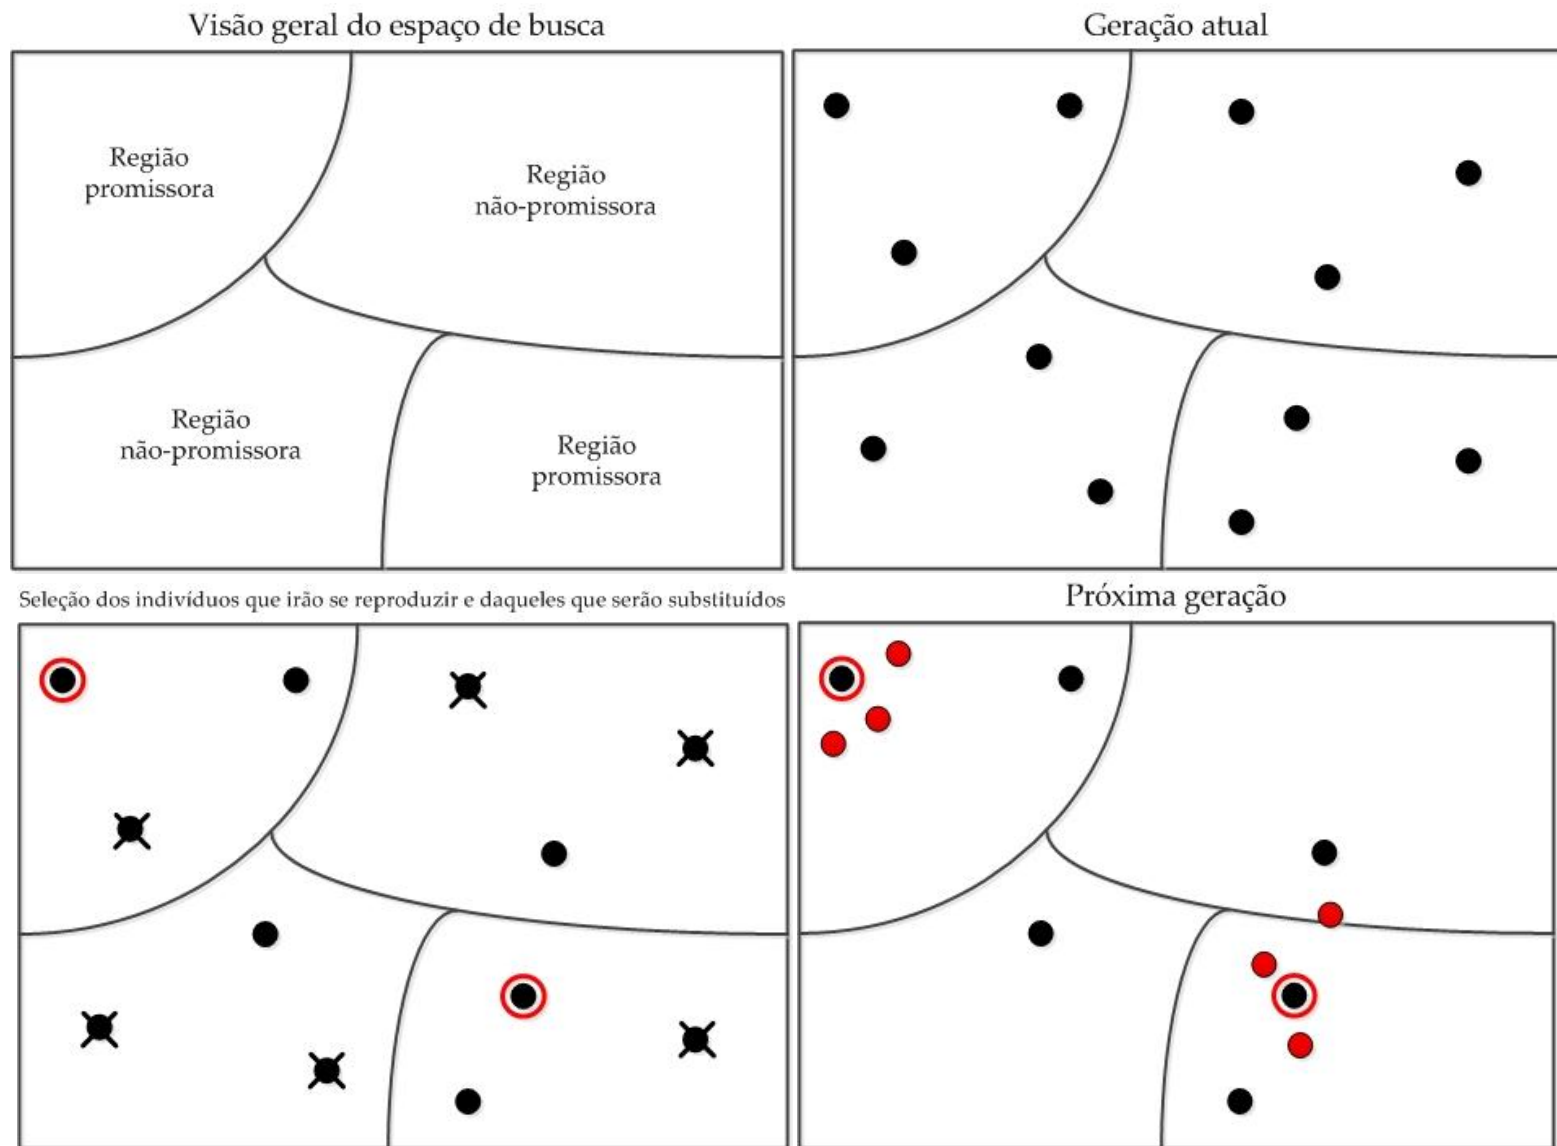 Visão geral do espaço de busca
Região
promissora
Região
não-promissora
Região
não-promissora
Região
promissora
Geração atual
Seleção dos indivíduos que irão se reproduzir e daqueles que serão substituídos
Próxima geração